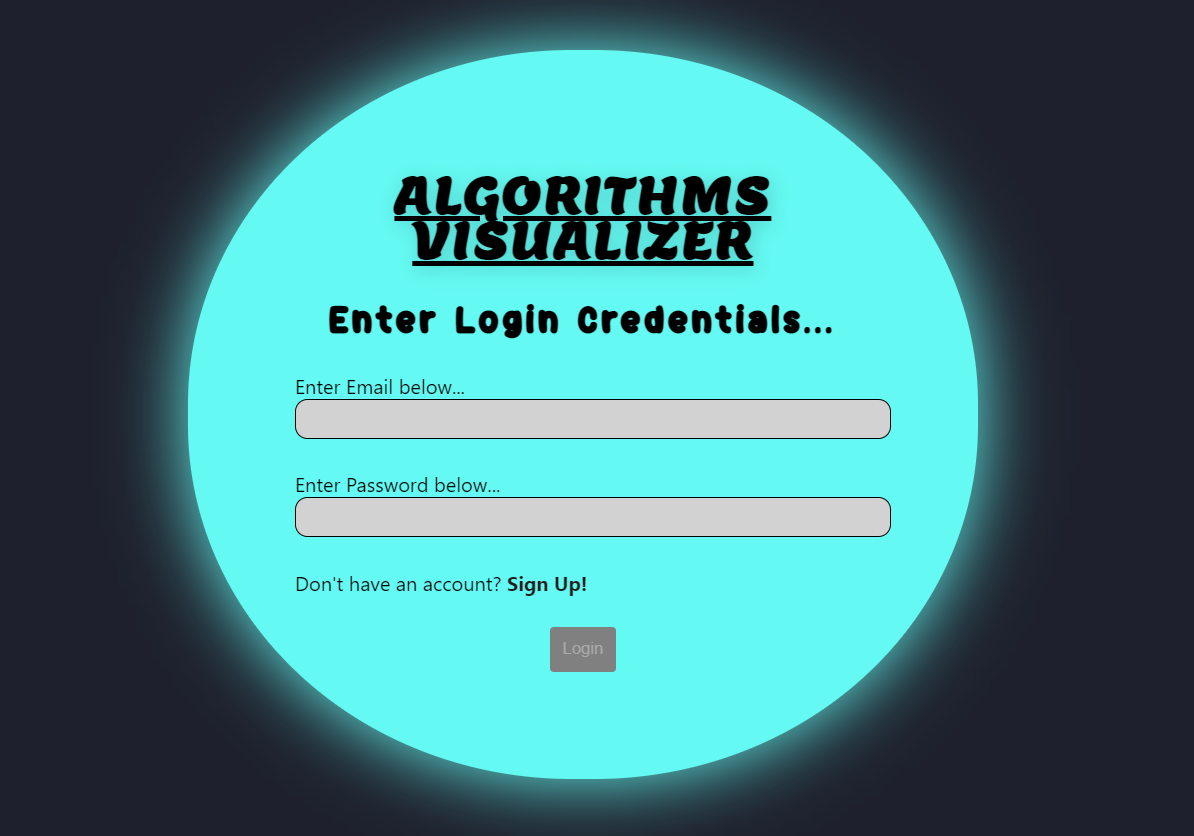 ALGORITHMS
VISUALIZER
Enter Login Credentials...
Enter Email below...
Enter Password below...
Don't have an account? Sign Up!
Login